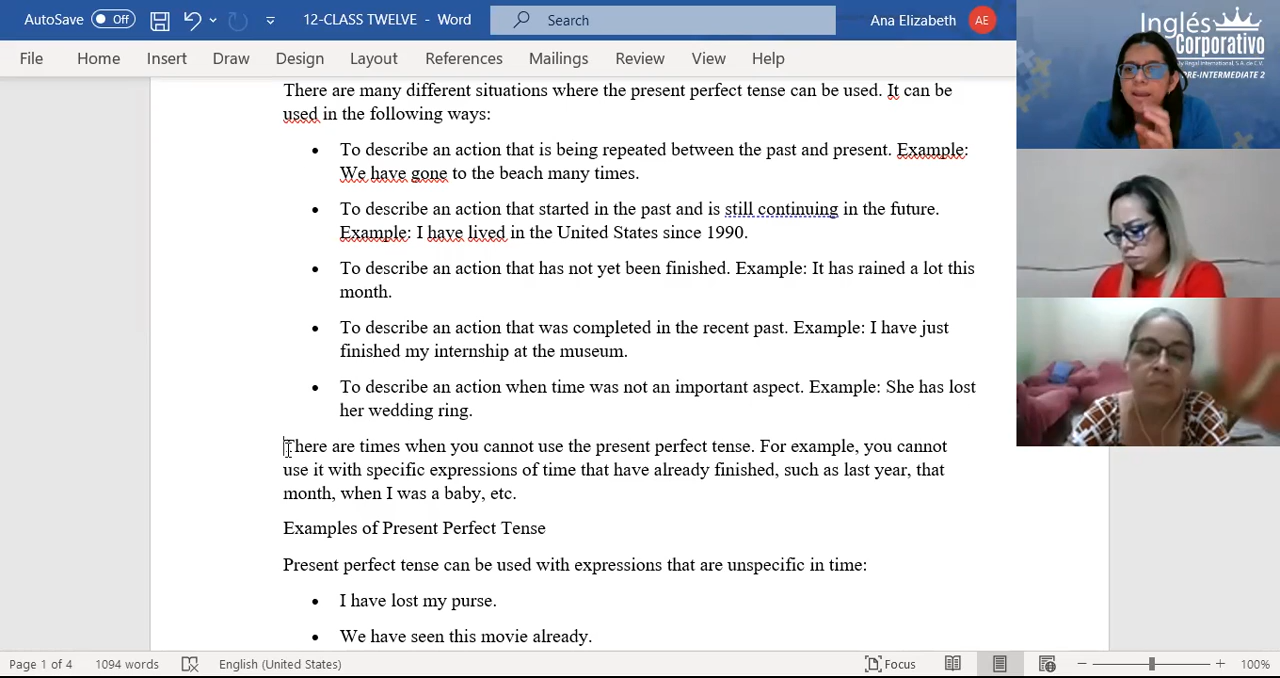 AutoSave Off 12-CLASS TWELVE - Word Search Ana Elizabeth AE
File Home Insert Draw Design Layout References Mailings Review View Help
Inglés
Corporativo
by Regal International, S.A. de C.V.
PRE-INTERMEDIATE 2
There are many different situations where the present perfect tense can be used. It can be
used in the following ways:
• To describe an action that is being repeated between the past and present. Example:
We have gone to the beach many times.
• To describe an action that started in the past and is still continuing in the future.
Example: I have lived in the United States since 1990.
• To describe an action that has not yet been finished. Example: It has rained a lot this
month.
• To describe an action that was completed in the recent past. Example: I have just
finished my internship at the museum.
• To describe an action when time was not an important aspect. Example: She has lost
her wedding ring.
There are times when you cannot use the present perfect tense. For example, you cannot
use it with specific expressions of time that have already finished, such as last year, that
month, when I was a baby, etc.
Examples of Present Perfect Tense
Present perfect tense can be used with expressions that are unspecific in time:
• I have lost my purse.
• We have seen this movie already.
Page 1 of 4 1094 words English (United States) Focus 100%